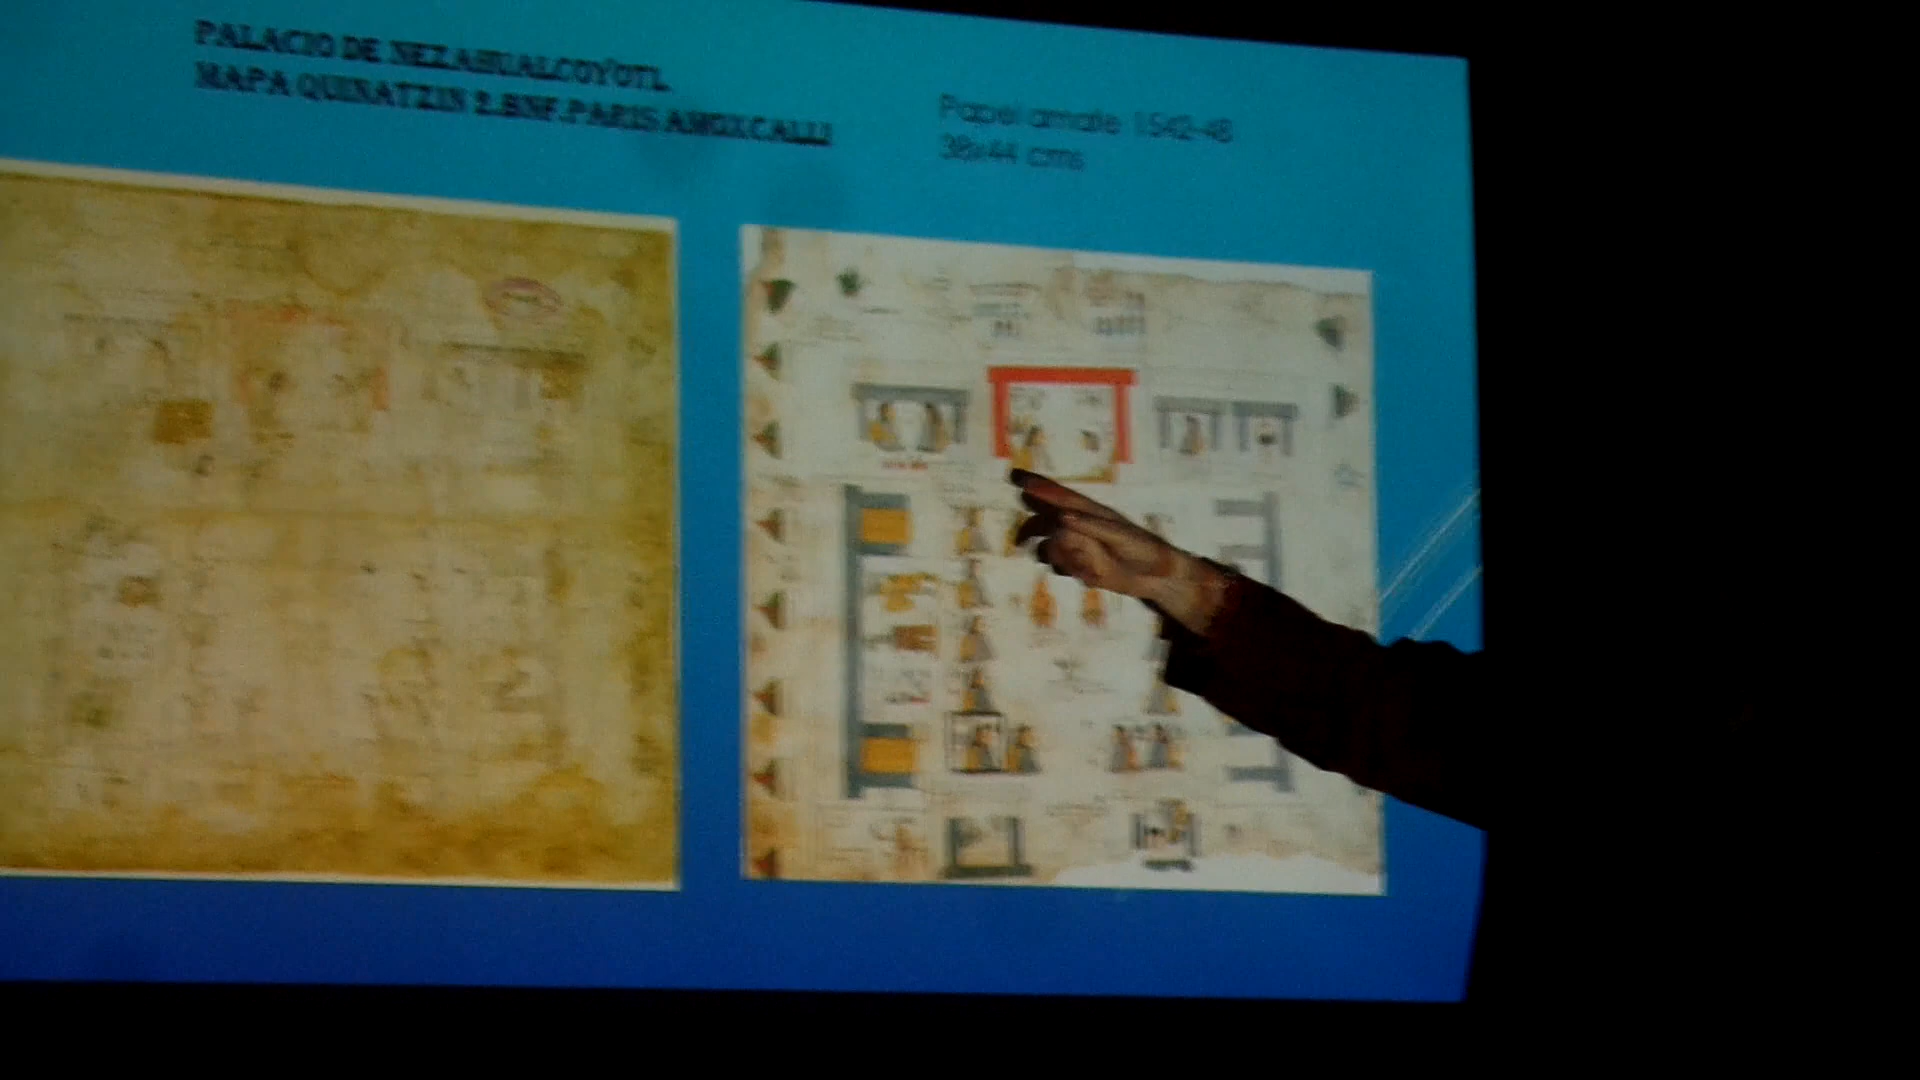 PALACIO DE NEZAHUALCOYOTL
MAPA QUINATZIN 2.BNF.PARIS AMOXCALLI
Papel amate 1542-48
38x44 cms